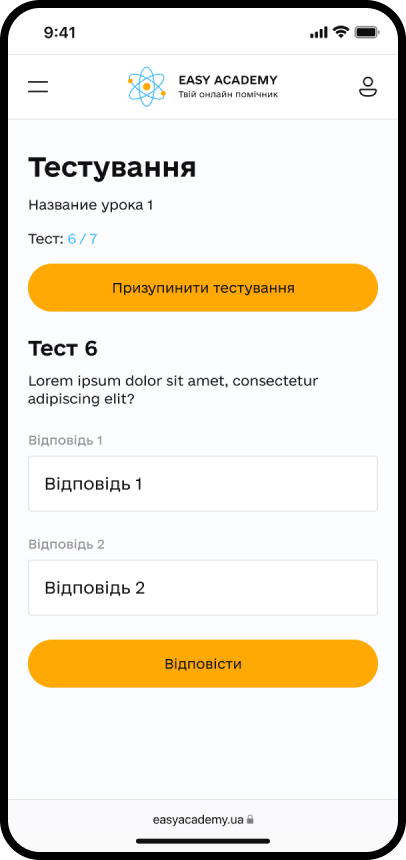 9:41
EASY ACADEMY
Твій онлайн помічник
Тестування
Название урока 1
Тест: 6 / 7
Призупинити тестування
Тест 6
Lorem ipsum dolor sit amet, consectetur
adipiscing elit?
Відповідь 1
Відповідь 1
Відповідь 2
Відповідь 2
Відповісти
easyacademy.ua